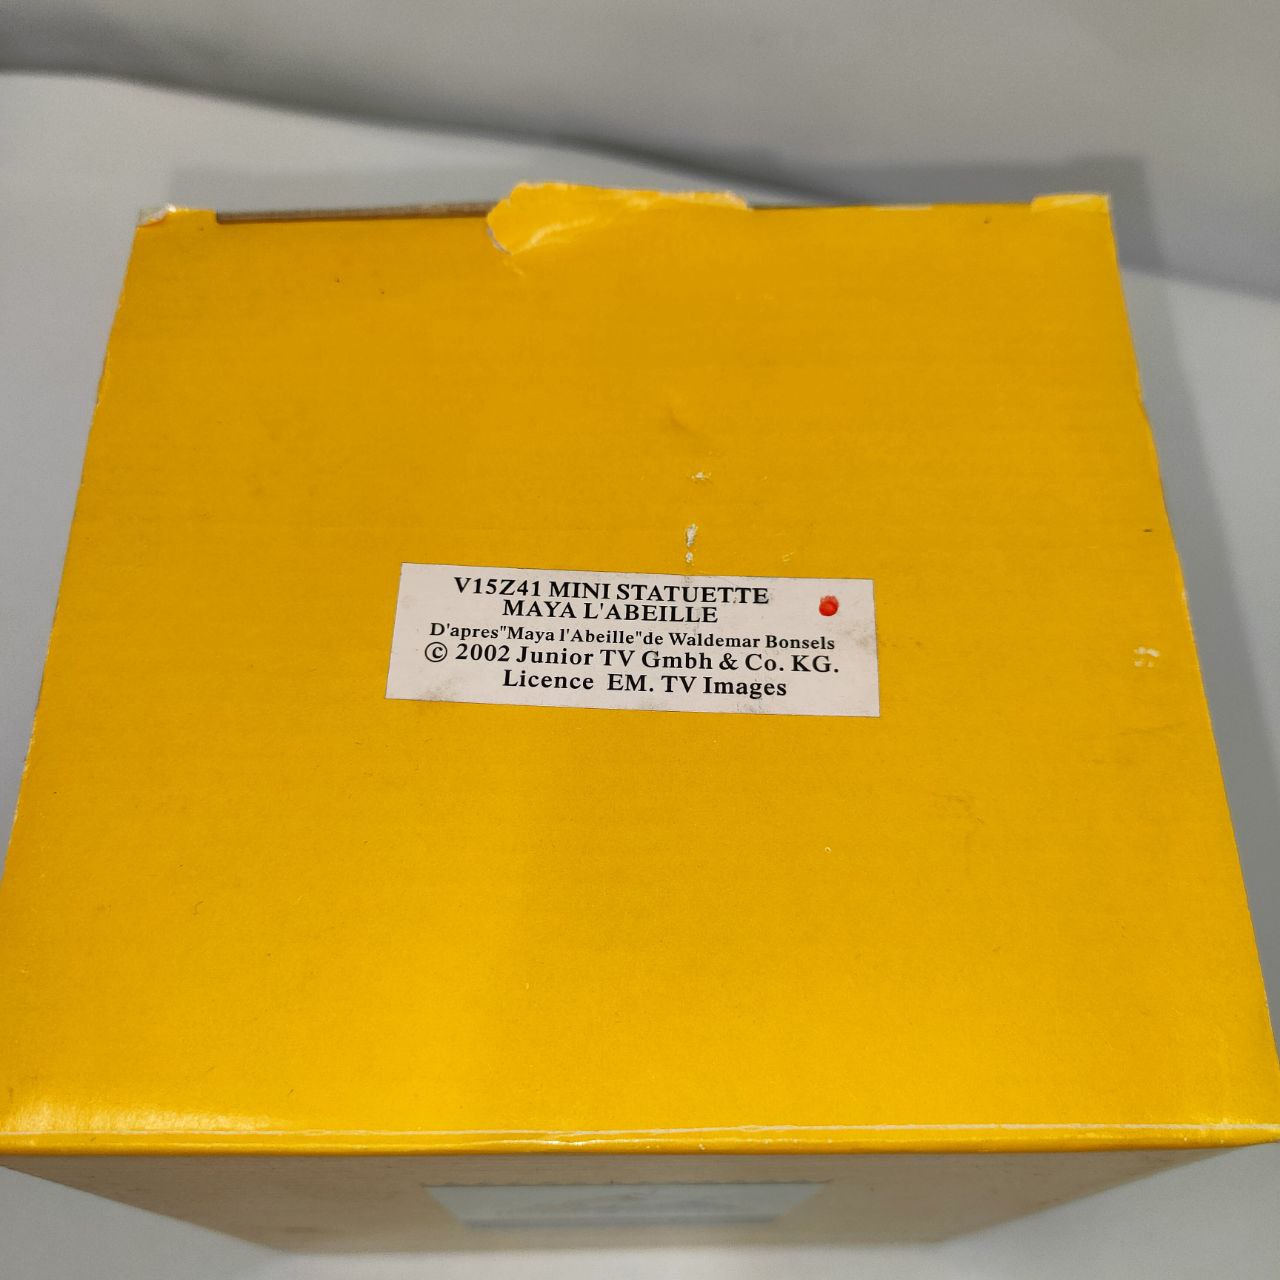 V15Z41 MINI STATUETTE
MAYA L'ABEILLE
D'apres"Maya l'Abeille"de Waldemar Bonsels
© 2002 Junior TV Gmbh & Co. KG.
Licence EM. TV Images